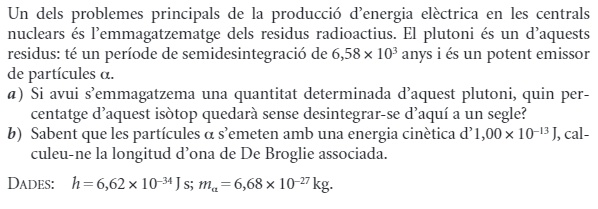 Un dels problemes principals de la producció d'energia elèctrica en les centrals
nuclears és l'emmagatzematge dels residus radioactius. El plutoni és un d'aquests
residus: té un període de semidesintegració de 6,58 × 10³ anys i és un potent emissor
de partícules α.
a) Si avui s'emmagatzema una quantitat determinada d'aquest plutoni, quin per-
centatge d'aquest isòtop quedarà sense desintegrar-se d'aquí a un segle?
b) Sabent que les partícules α s'emeten amb una energia cinètica d'1,00 × 10⁻¹³ J, cal-
culeu-ne la longitud d'ona de De Broglie associada.
DADES: h = 6,62 × 10⁻³⁴ J s; mα = 6,68 × 10⁻²⁷ kg.